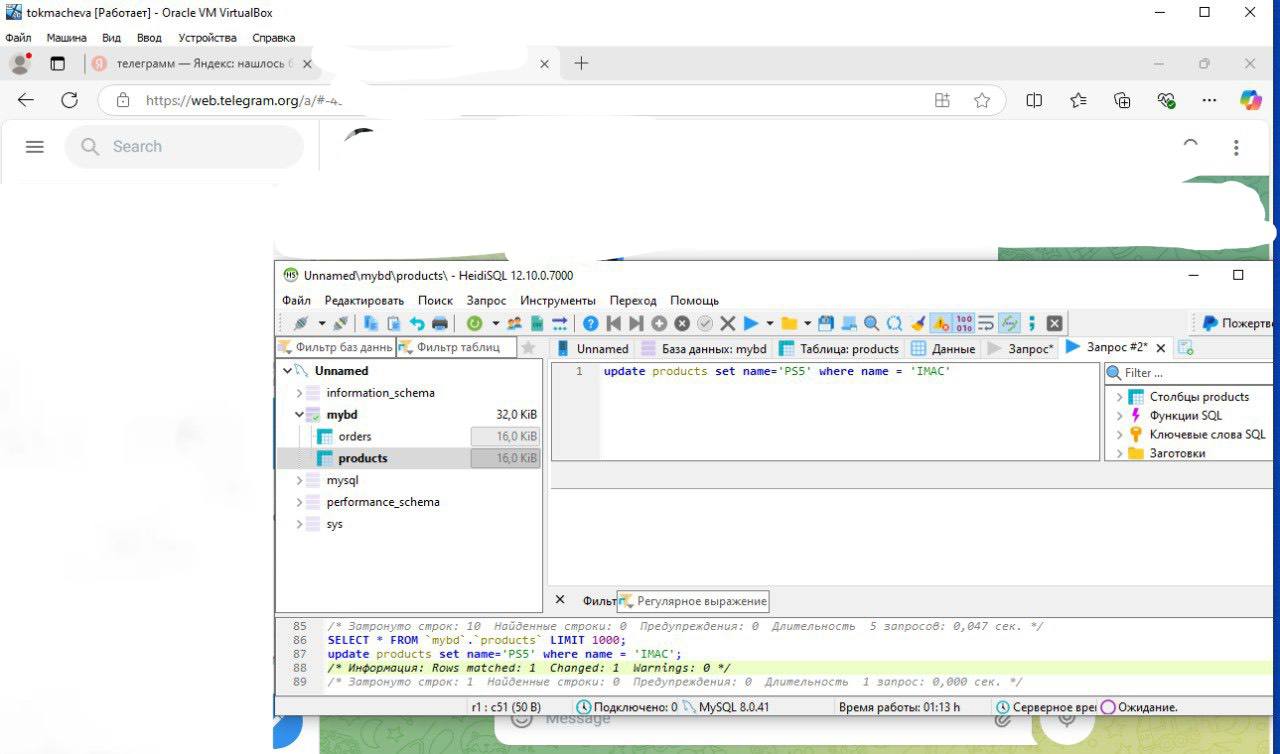 tokmacheva [Работает] - Oracle VM VirtualBox
Файл Машина Вид Ввод Устройства Справка
телеграмм — Яндекс: нашлось
https://web.telegram.org/a/#-4
Search
Unnamed\mybd\products\ - HeidiSQL 12.10.0.7000
Файл Редактировать Поиск Запрос Инструменты Переход Помощь
Пожертв
Фильтр баз данн Фильтр таблиц Unnamed База данных: mybd Таблица: products Данные Запрос* Запрос #2*
Unnamed
information_schema
mybd 32,0 KiB
orders 16,0 KiB
products 16,0 KiB
mysql
performance_schema
sys
1 update products set name='PS5' where name = 'IMAC'
Filter ...
Столбцы products
Функции SQL
Ключевые слова SQL
Заготовки
Фильт Регулярное выражение
85 /* Затронуто строк: 10 Найденные строки: 0 Предупреждения: 0 Длительность 5 запросов: 0,047 сек. */
86 SELECT * FROM `mybd`.`products` LIMIT 1000;
87 update products set name='PS5' where name = 'IMAC';
88 /* Информация: Rows matched: 1 Changed: 1 Warnings: 0 */
89 /* Затронуто строк: 1 Найденные строки: 0 Предупреждения: 0 Длительность 1 запрос: 0,000 сек. */
r1 : c51 (50 B) Подключено: 0 MySQL 8.0.41 Время работы: 01:13 h Серверное вре Ожидание.
Message